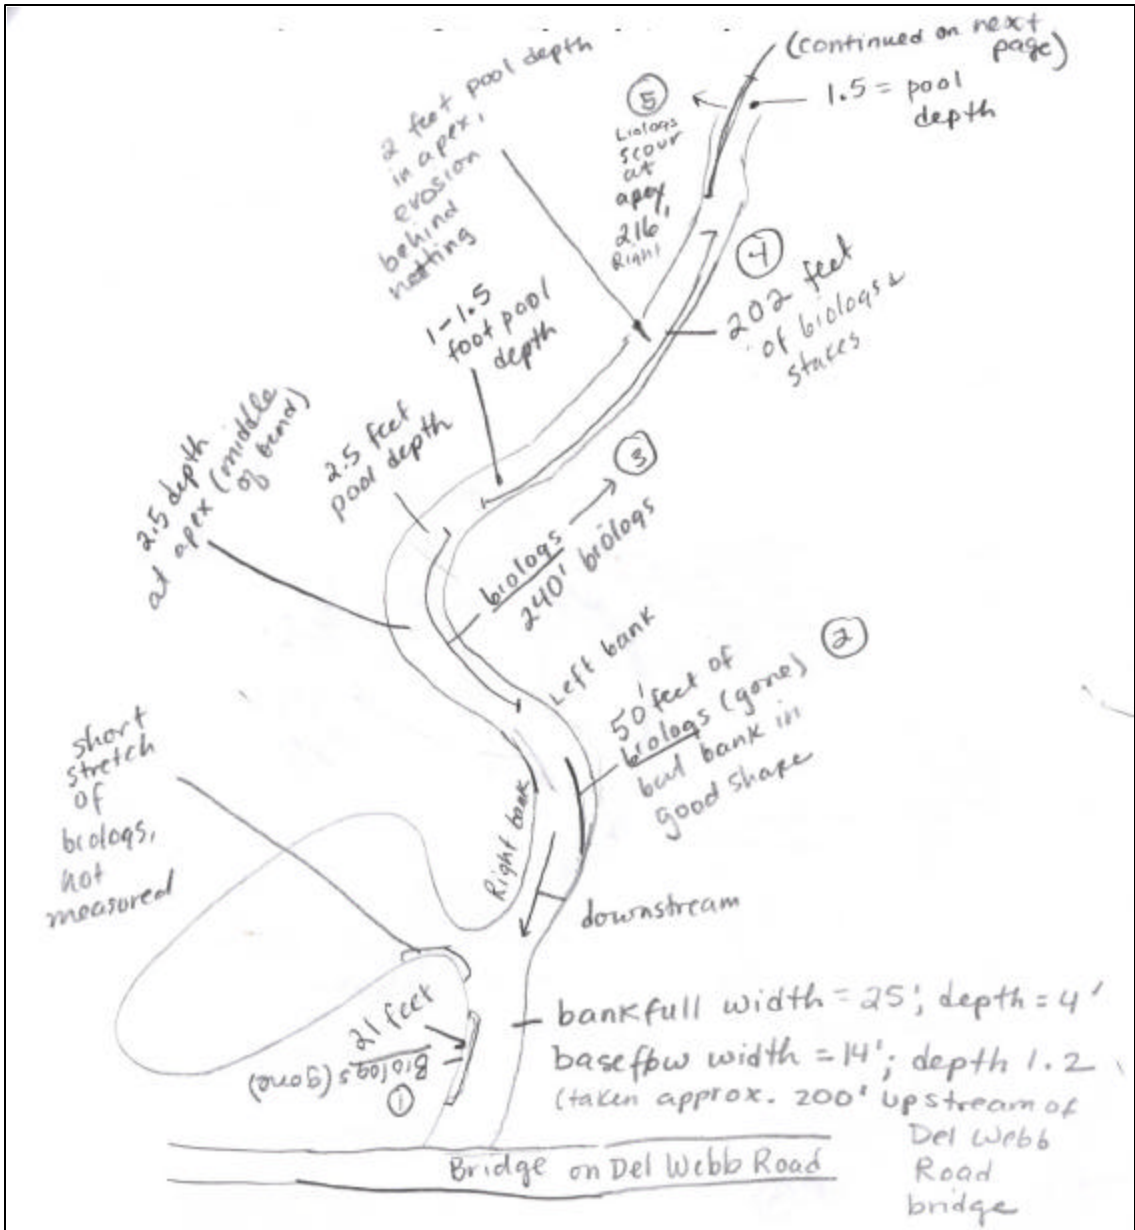 (continued on next
page)
1.5 = pool
depth
2 feet pool depth
in apex,
erosion
behind
netting
5
biologs
scour
at
apex
216',
Right
4
202 feet
of biologs &
stakes
1-1.5
foot pool
depth
3
2.5 feet
pool depth
2.5 depth
at apex (middle
of bend)
biologs
240' biologs
Left bank
2
50' feet of
biologs (gone)
but bank in
good shape
short
stretch
of
biologs,
not
measured
Right bank
downstream
21 feet
Biologs (gone)
1
bankfull width = 25'; depth = 4'
baseflow width = 14'; depth 1.2
(taken approx. 200' upstream of
Del Webb
Road
bridge
Bridge on Del Webb Road